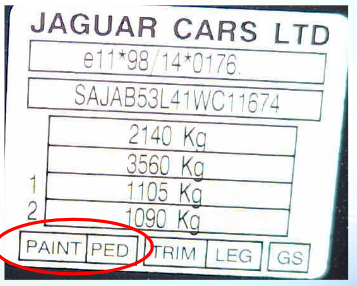 JAGUAR CARS LTD
e11*98/14*0176.
SAJAB53L41WC11674
2140 Kg
3560 Kg
1 1105 Kg
2 1090 Kg
PAINT PED TRIM LEG GS